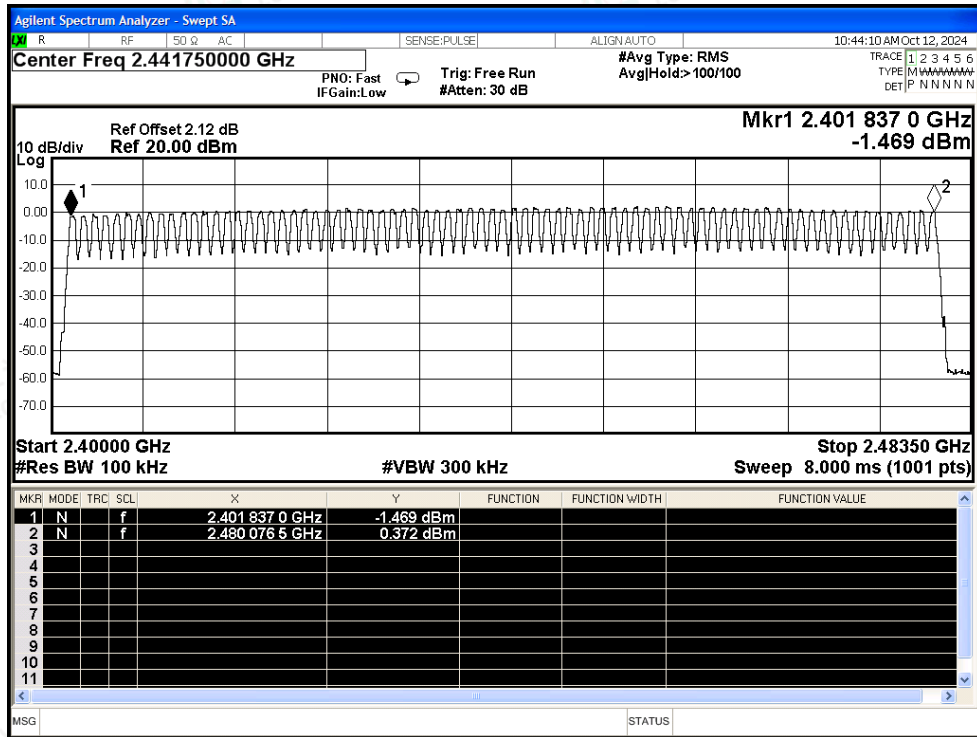 Agilent Spectrum Analyzer - Swept SA
LXI R RF 50 Ω AC SENSE:PULSE ALIGN AUTO 10:44:10 AM Oct 12, 2024
Center Freq 2.441750000 GHz
PNO: Fast
IFGain:Low
Trig: Free Run
#Atten: 30 dB
#Avg Type: RMS
Avg|Hold:>100/100
TRACE 1 2 3 4 5 6
TYPE M
DET P N N N N N
Mkr1 2.401 837 0 GHz
-1.469 dBm
Ref Offset 2.12 dB
10 dB/div Ref 20.00 dBm
Log
10.0
1
2
0.00
-10.0
-20.0
-30.0
-40.0
-50.0
-60.0
-70.0
Start 2.40000 GHz Stop 2.48350 GHz
#Res BW 100 kHz #VBW 300 kHz Sweep 8.000 ms (1001 pts)
MKR MODE TRC SCL X Y FUNCTION FUNCTION WIDTH FUNCTION VALUE
1 N f 2.401 837 0 GHz -1.469 dBm
2 N f 2.480 076 5 GHz 0.372 dBm
3
4
5
6
7
8
9
10
11
MSG STATUS